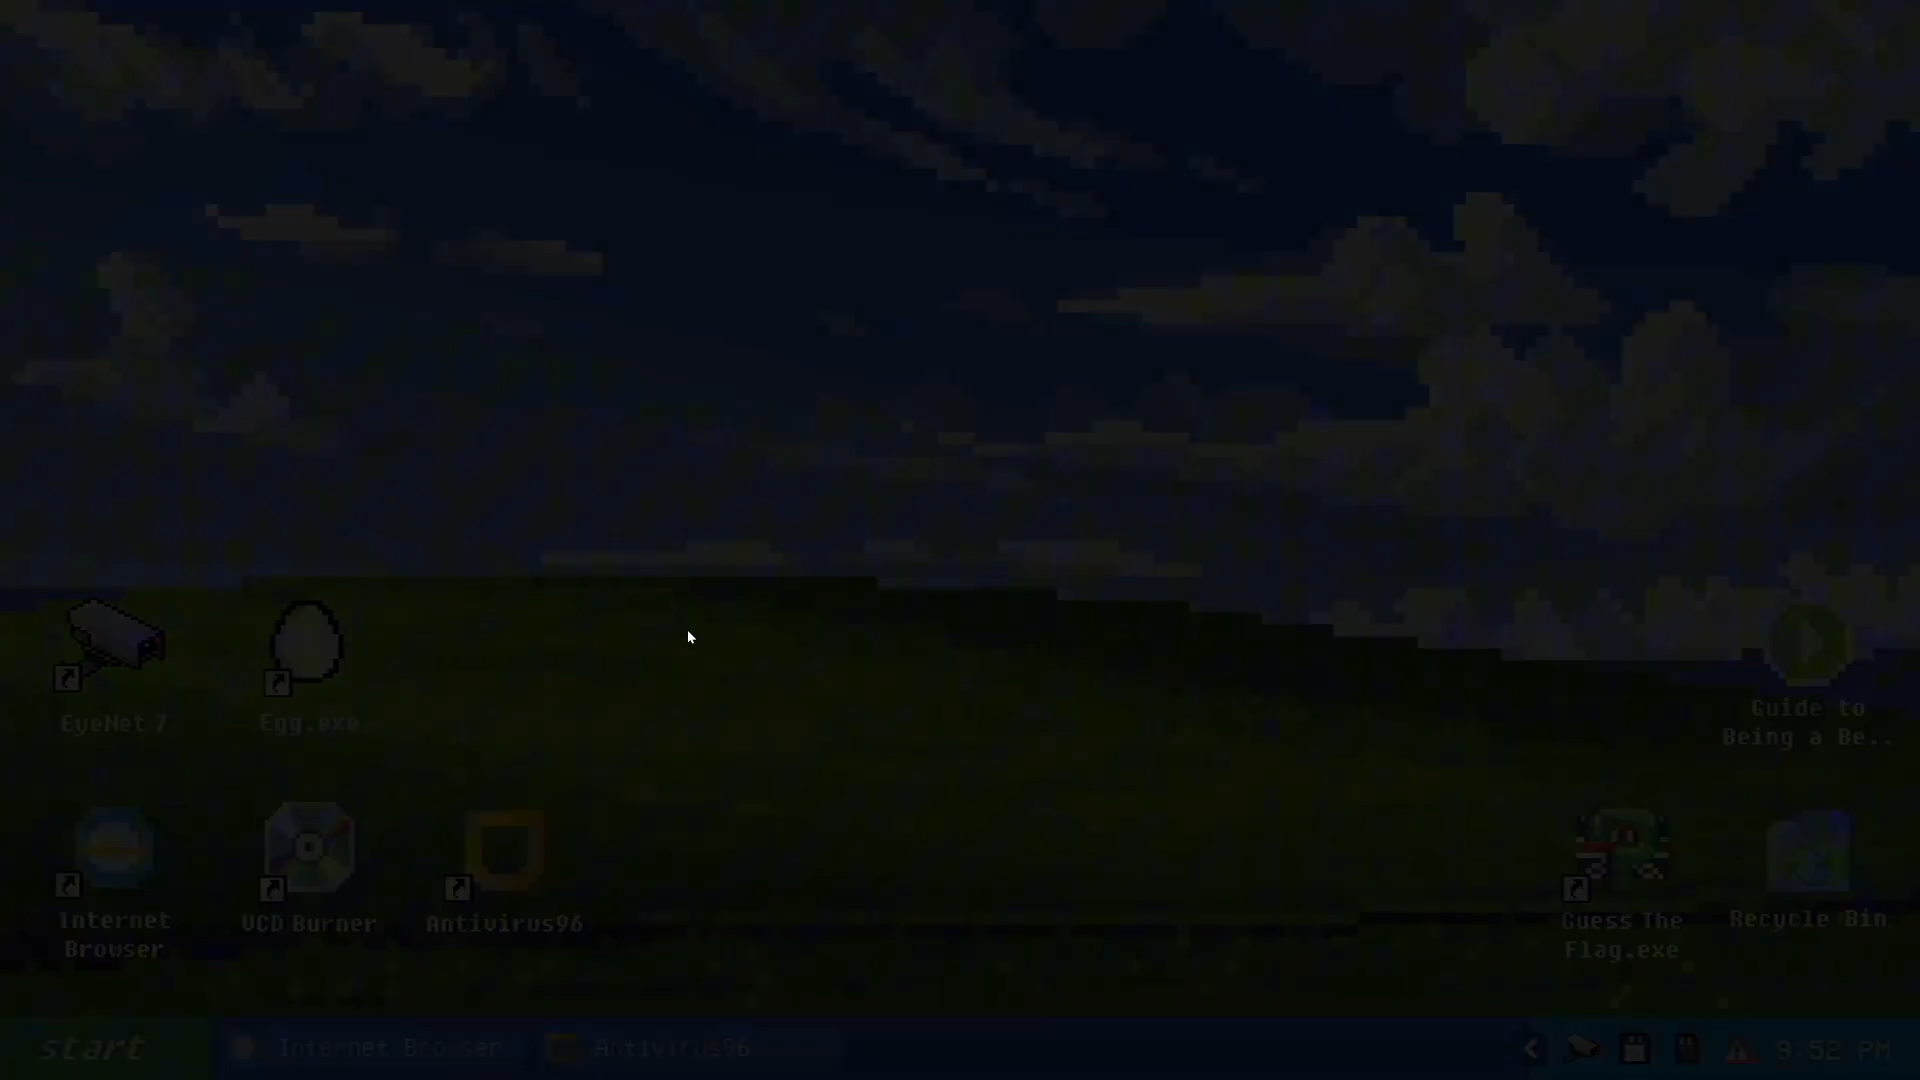 EyeNet 7
Egg.exe
Guide to
Being a Be..
Internet
Browser
VCD Burner
Antivirus96
Guess The
Flag.exe
Recycle Bin
start
Internet Browser
Antivirus96
9:52 PM